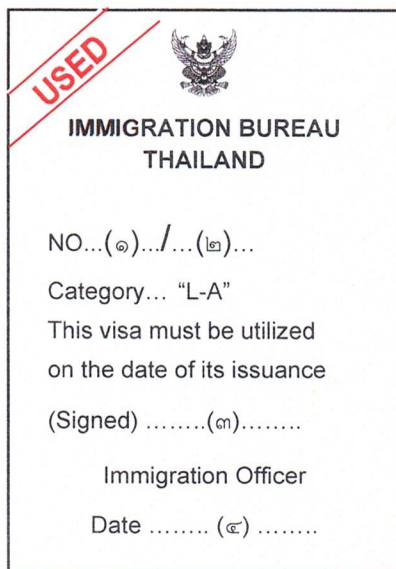 USED
IMMIGRATION BUREAU
THAILAND
NO...(๑).../...(๒)...
Category... “L-A”
This visa must be utilized
on the date of its issuance
(Signed) ........(๓)........
Immigration Officer
Date ........ (๔) ........